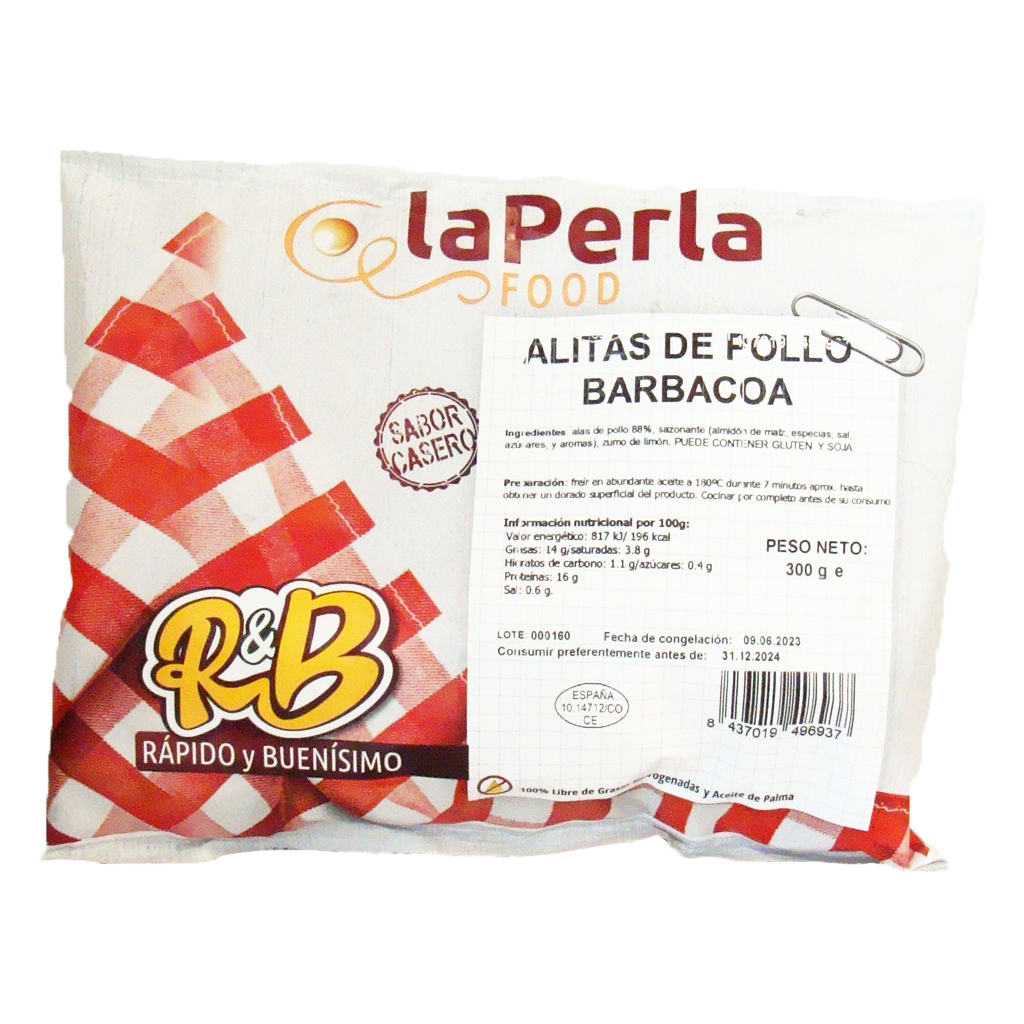 laPerla
FOOD
ALITAS DE POLLO
BARBACOA
SABOR
CASERO
Ingredientes: alas de pollo 88%, sazonante (almidón de maíz, especias, sal,
azúcares, y aromas), zumo de limón. PUEDE CONTENER GLUTEN Y SOJA
Preparación: freir en abundante aceite a 180ºC durante 7 minutos aprox. hasta
obtener un dorado superficial del producto. Cocinar por completo antes de su consumo
Información nutricional por 100g:
Valor energético: 817 kJ/ 196 kcal
Grasas: 14 g/saturadas: 3.8 g
Hidratos de carbono: 1.1 g/azúcares: 0.4 g
Proteínas: 16 g
Sal: 0.6 g.
PESO NETO:
300 g e
LOTE: 000160 Fecha de congelación: 09.06.2023
Consumir preferentemente antes de: 31.12.2024
ESPAÑA
10.14712/CO
CE
8 437019 496937
R&B
RÁPIDO y BUENÍSIMO
100% Libre de Grasas Hidrogenadas y Aceite de Palma